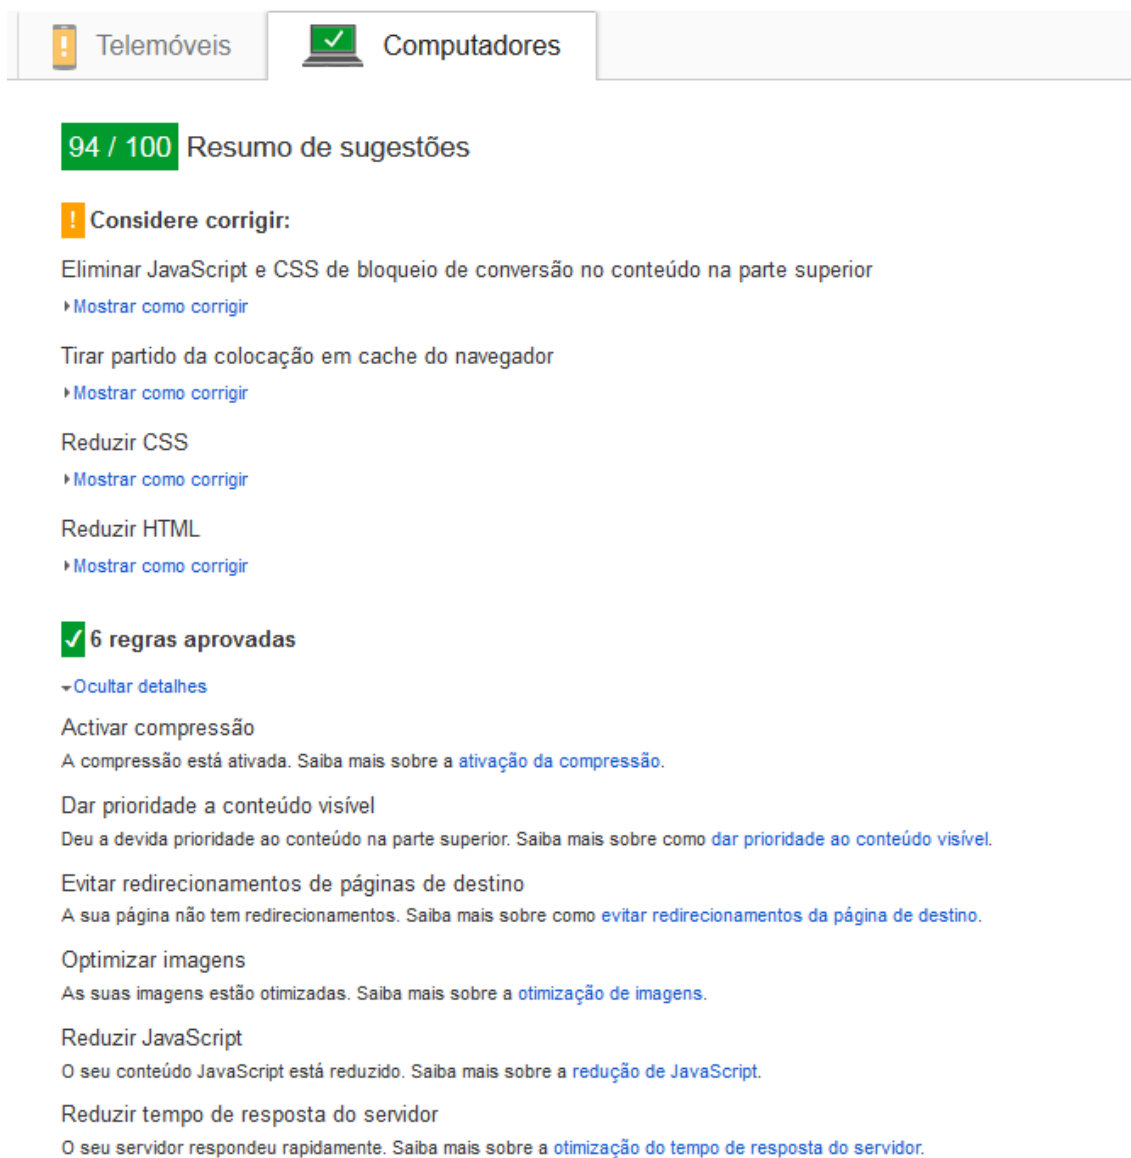 Telemóveis
Computadores
94 / 100 Resumo de sugestões
! Considere corrigir:
Eliminar JavaScript e CSS de bloqueio de conversão no conteúdo na parte superior
Mostrar como corrigir
Tirar partido da colocação em cache do navegador
Mostrar como corrigir
Reduzir CSS
Mostrar como corrigir
Reduzir HTML
Mostrar como corrigir
6 regras aprovadas
Ocultar detalhes
Activar compressão
A compressão está ativada. Saiba mais sobre a ativação da compressão.
Dar prioridade a conteúdo visível
Deu a devida prioridade ao conteúdo na parte superior. Saiba mais sobre como dar prioridade ao conteúdo visível.
Evitar redirecionamentos de páginas de destino
A sua página não tem redirecionamentos. Saiba mais sobre como evitar redirecionamentos da página de destino.
Optimizar imagens
As suas imagens estão otimizadas. Saiba mais sobre a otimização de imagens.
Reduzir JavaScript
O seu conteúdo JavaScript está reduzido. Saiba mais sobre a redução de JavaScript.
Reduzir tempo de resposta do servidor
O seu servidor respondeu rapidamente. Saiba mais sobre a otimização do tempo de resposta do servidor.